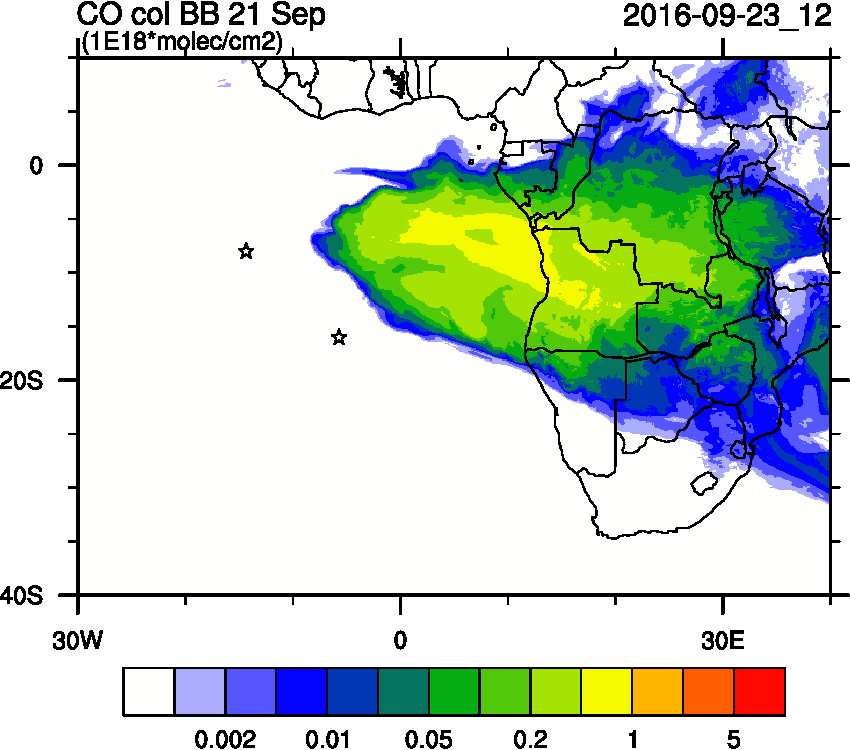 CO col BB 21 Sep 2016-09-23_12
(1E18*molec/cm2)
0
20S
40S
30W 0 30E
0.002 0.01 0.05 0.2 1 5